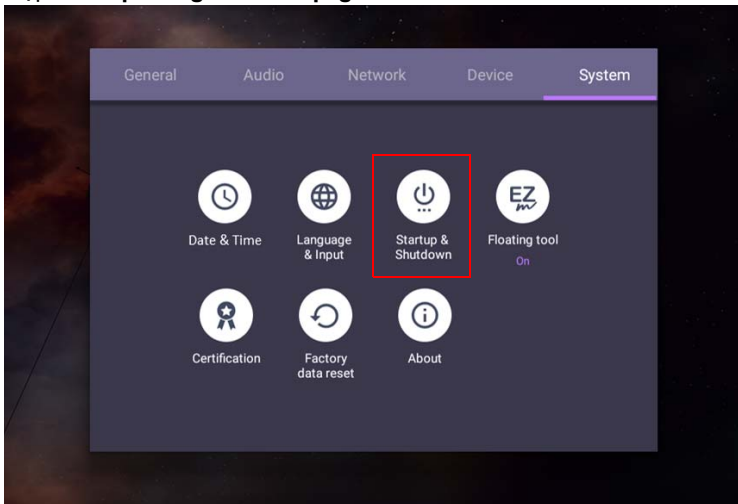 General Audio Network Device System
Date & Time
Language
& Input
Startup &
Shutdown
EZ
Floating tool
On
Certification
Factory
data reset
About